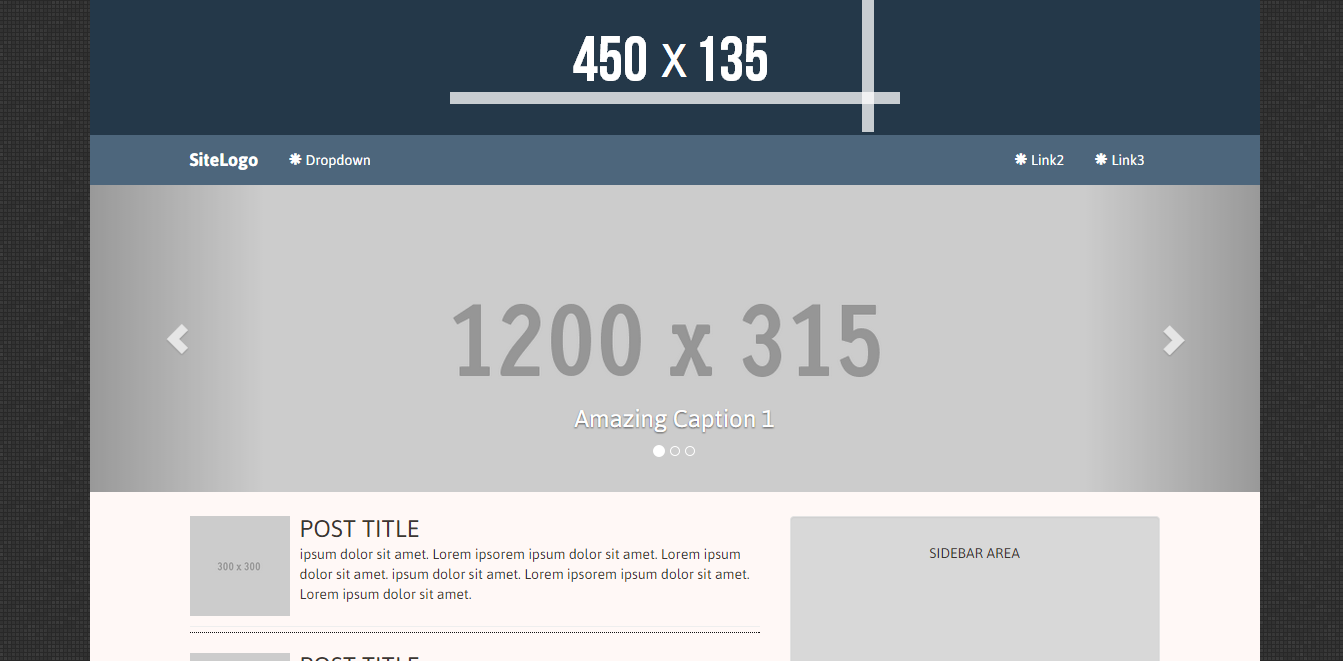 450 X 135
SiteLogo
Dropdown
Link2
Link3
1200 x 315
Amazing Caption 1
300 x 300
POST TITLE
ipsum dolor sit amet. Lorem ipsorem ipsum dolor sit amet. Lorem ipsum
dolor sit amet. ipsum dolor sit amet. Lorem ipsorem ipsum dolor sit amet.
Lorem ipsum dolor sit amet.
SIDEBAR AREA
POST TITLE